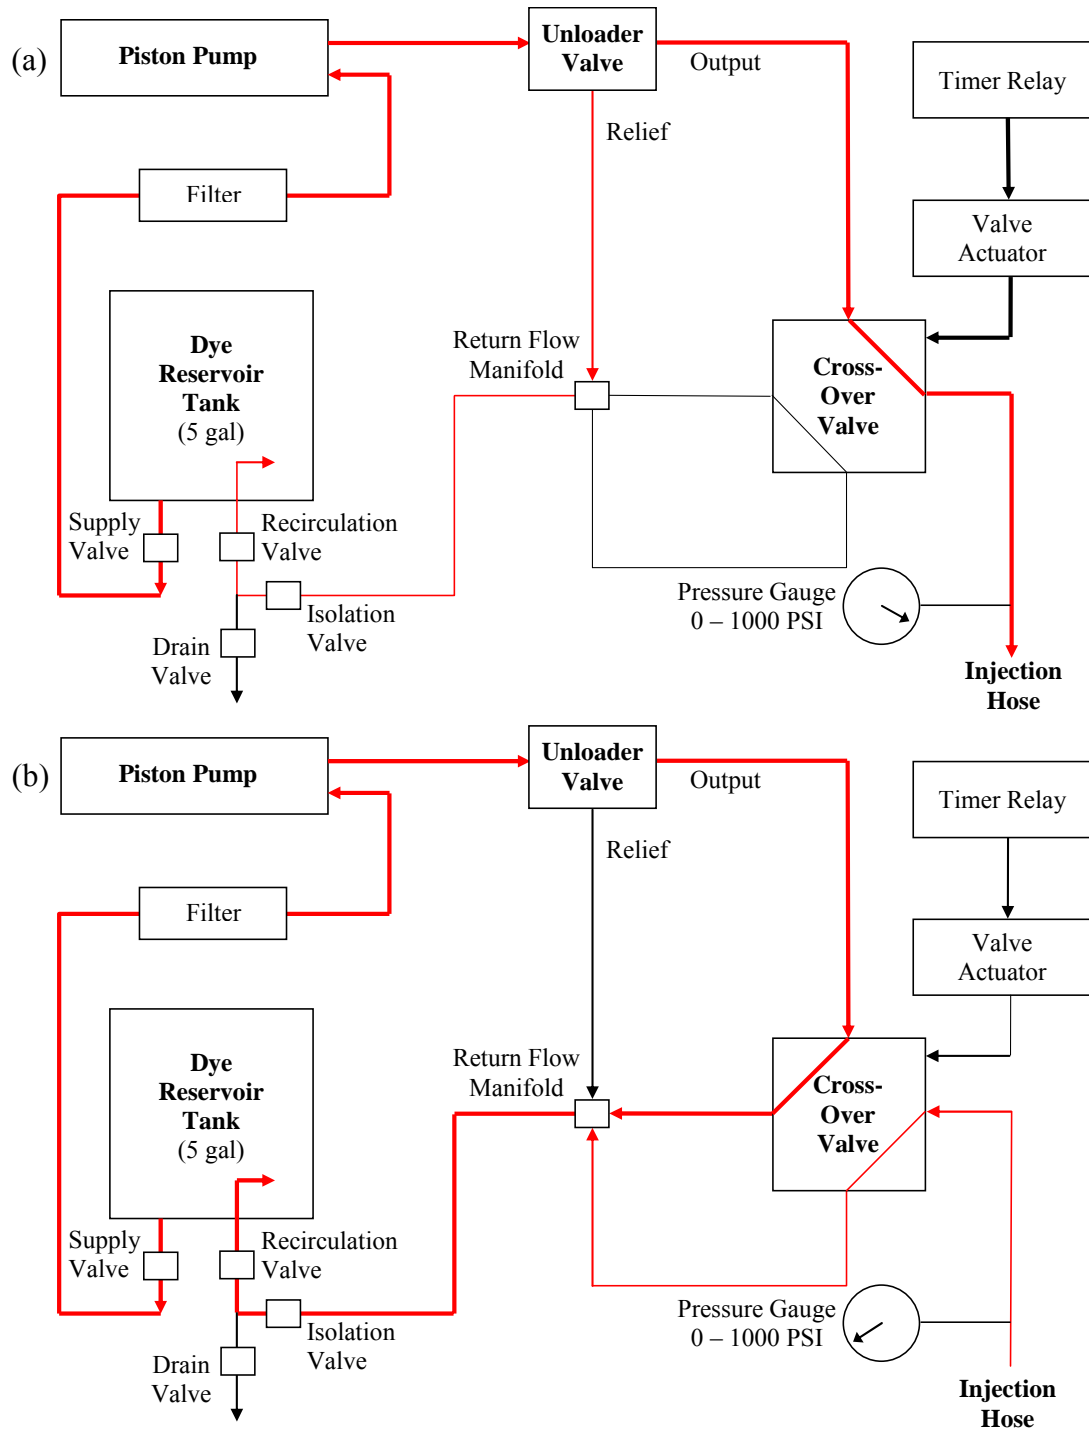 (a)
Piston Pump
Unloader
Valve
Output
Timer Relay
Relief
Filter
Valve
Actuator
Dye
Reservoir
Tank
(5 gal)
Return Flow
Manifold
Cross-
Over
Valve
Supply
Valve
Recirculation
Valve
Isolation
Valve
Drain
Valve
Pressure Gauge
0 – 1000 PSI
Injection
Hose
(b)
Piston Pump
Unloader
Valve
Output
Timer Relay
Relief
Filter
Valve
Actuator
Dye
Reservoir
Tank
(5 gal)
Return Flow
Manifold
Cross-
Over
Valve
Supply
Valve
Recirculation
Valve
Isolation
Valve
Drain
Valve
Pressure Gauge
0 – 1000 PSI
Injection
Hose